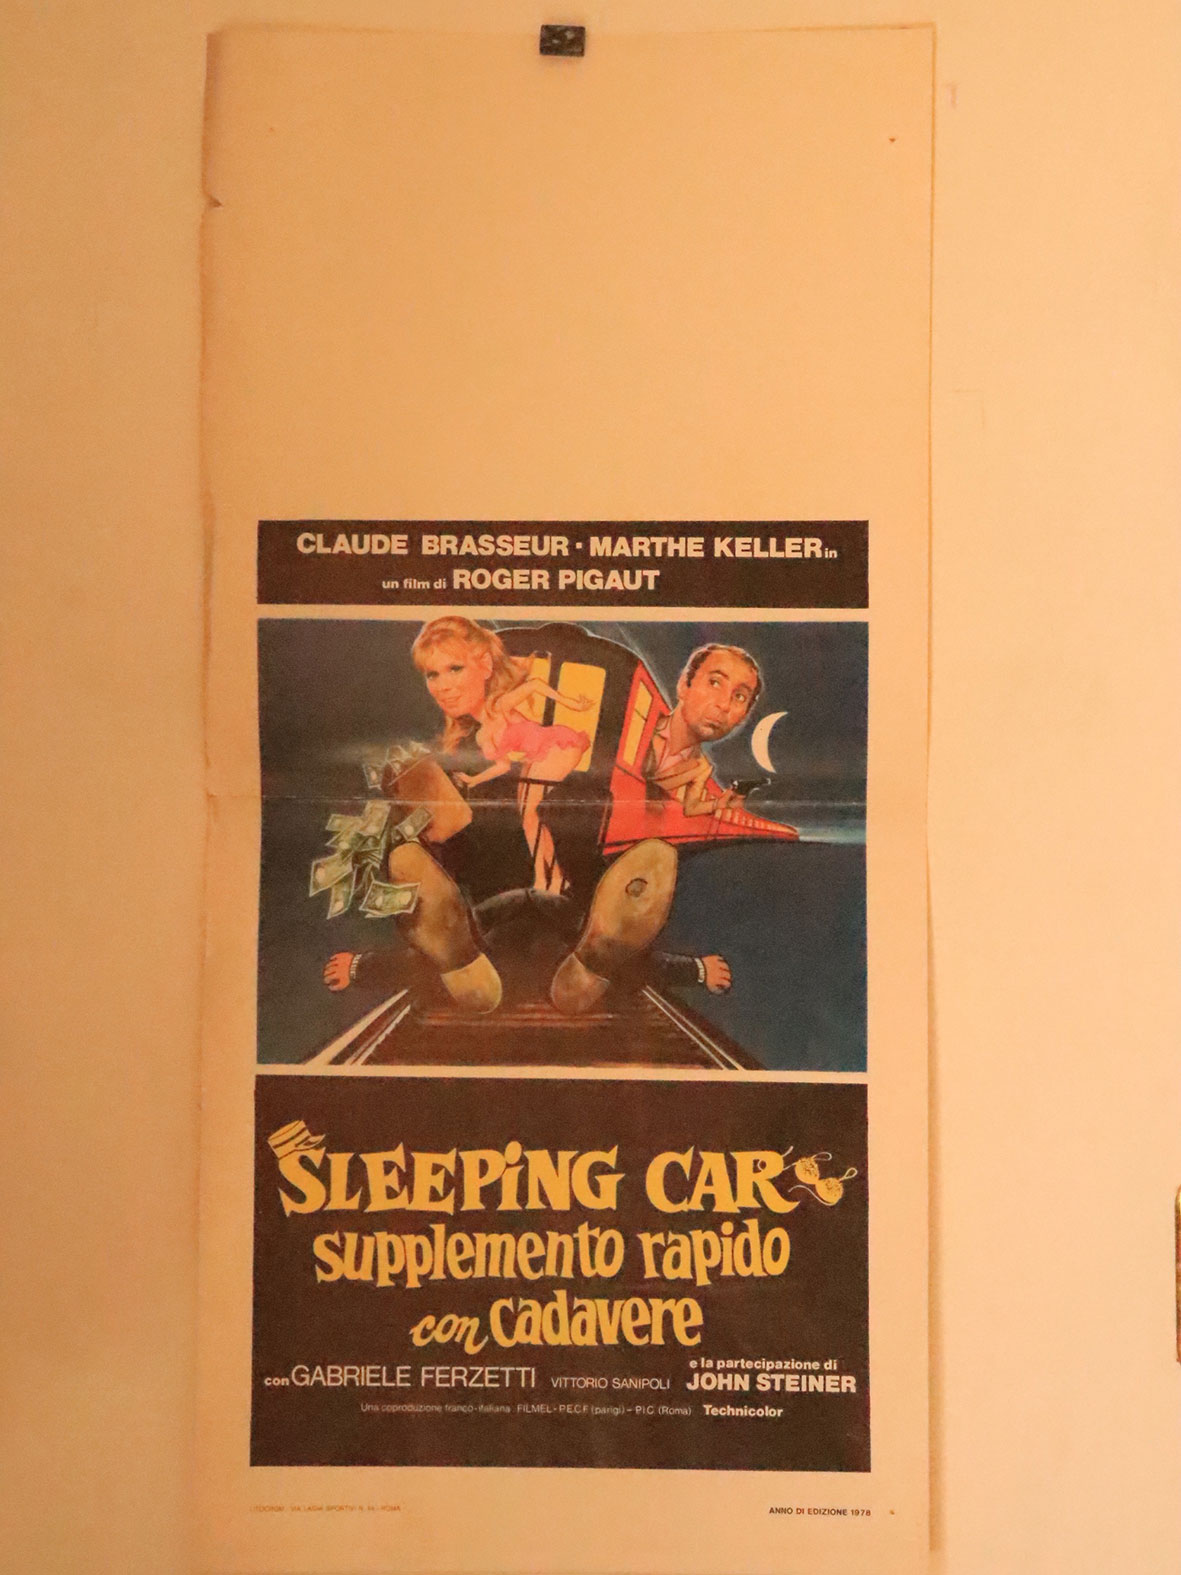 CLAUDE BRASSEUR · MARTHE KELLER in
un film di ROGER PIGAUT
SLEEPiNG CAR
supplemento rapido
con cadavere
con GABRIELE FERZETTI VITTORIO SANIPOLI e la partecipazione di JOHN STEINER
Una coproduzione franco-italiana FILMEL-P.E.C.F. (parigi) - P.I.C. (Roma) Technicolor
ROMA
ANNO DI EDIZIONE 1978